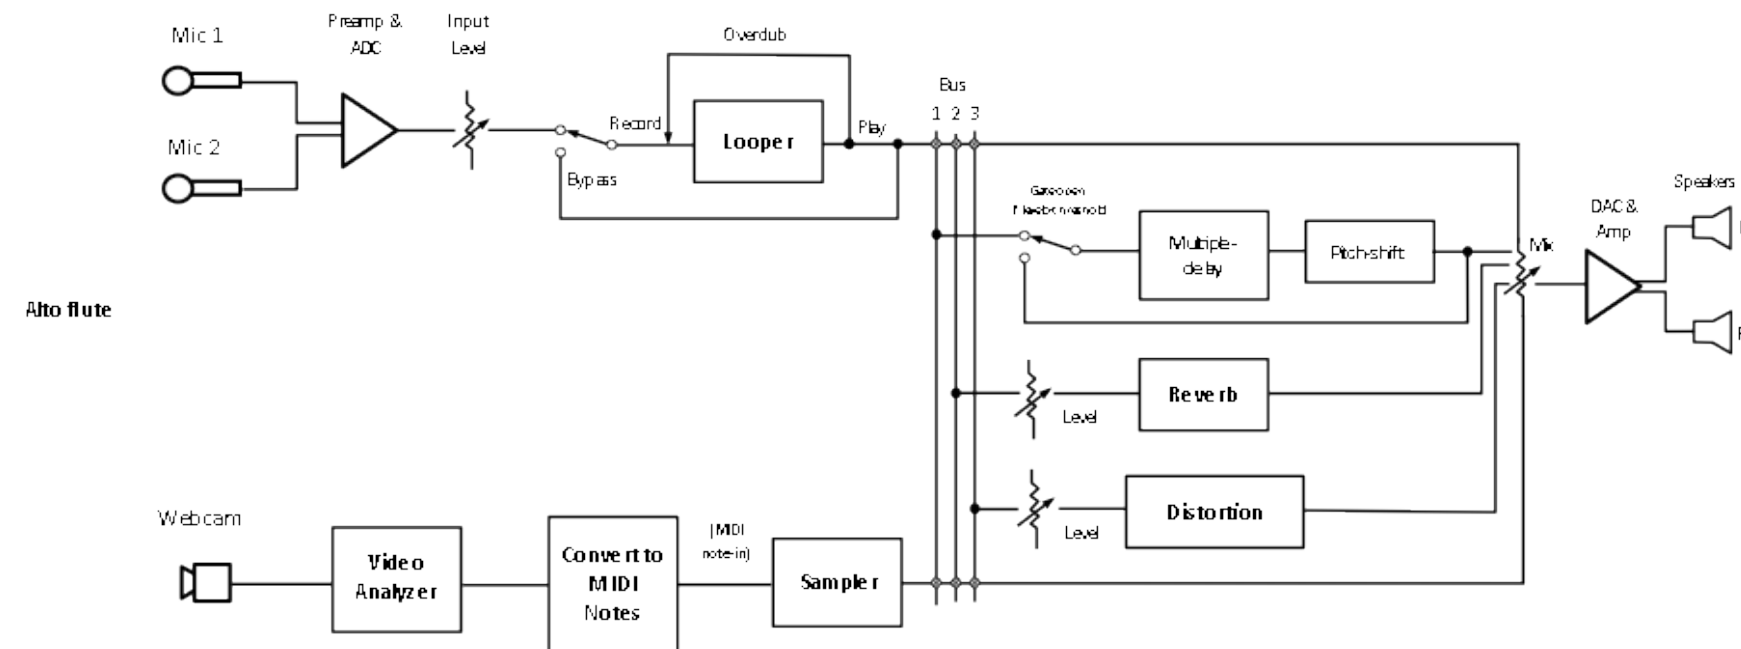 Mic 1
Preamp &
ADC
Input
Level
Overdub
Bus
1 2 3
Record
Looper
Play
Mic 2
Bypass
Speakers
DAC &
Amp
Gate open
Multiple-
delay
Pitch-shift
Mix
Alto flute
Level
Reverb
Level
Distortion
Webcam
Video
Analyzer
Convert to
MIDI
Notes
(MIDI
note-in)
Sampler